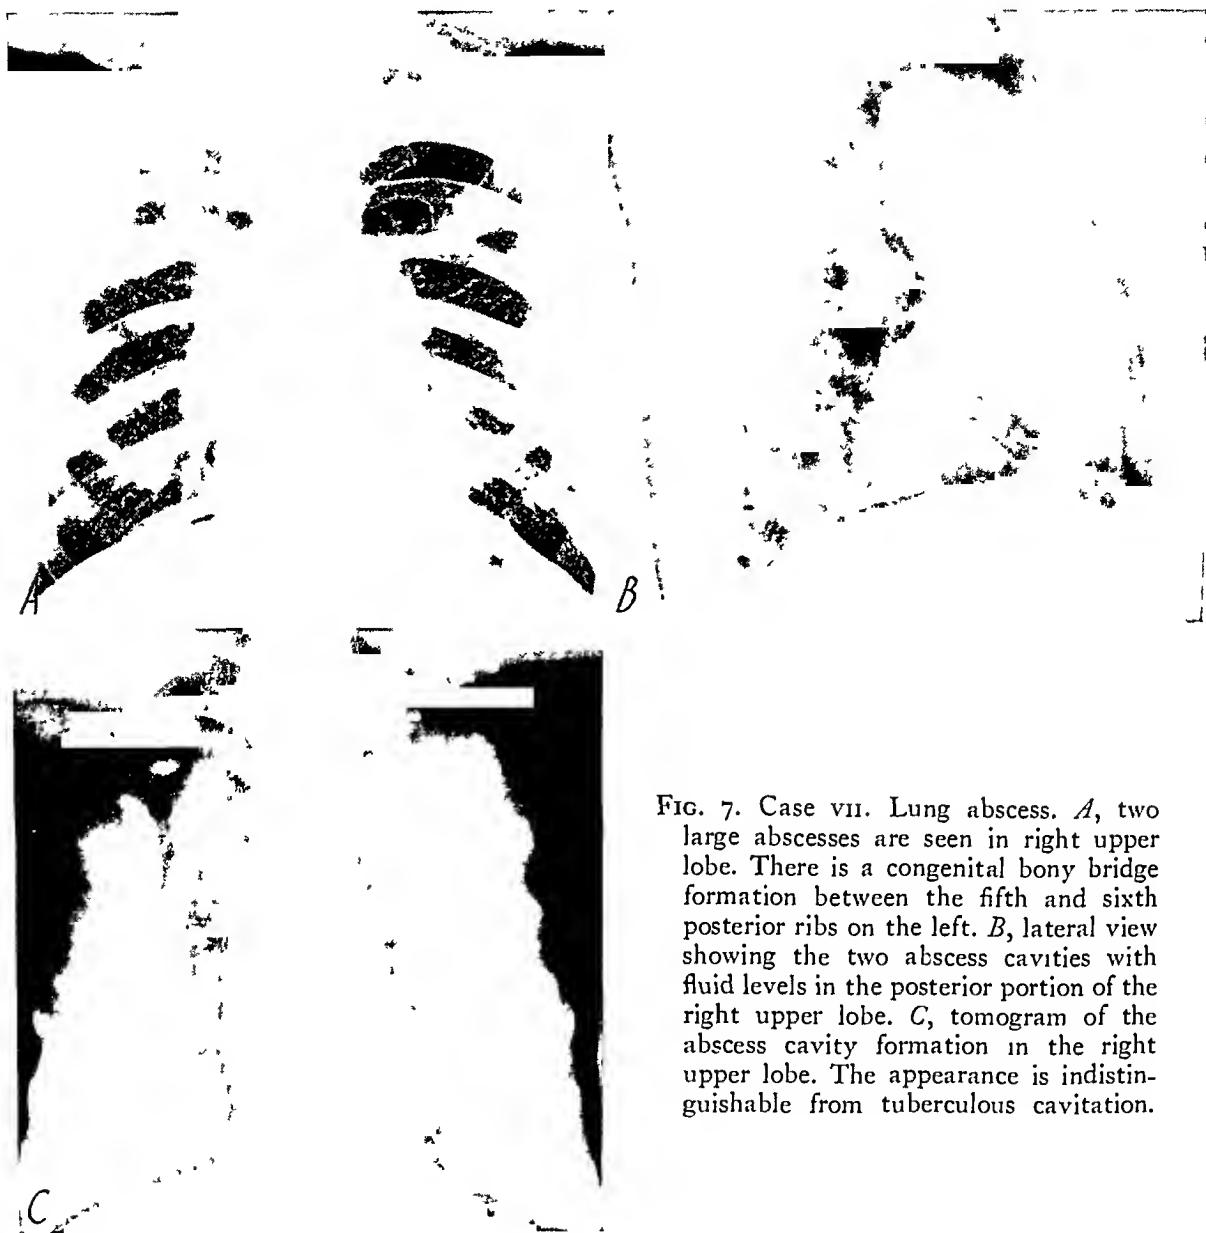 A
B
C
FIG. 7. Case VII. Lung abscess. A, two
large abscesses are seen in right upper
lobe. There is a congenital bony bridge
formation between the fifth and sixth
posterior ribs on the left. B, lateral view
showing the two abscess cavities with
fluid levels in the posterior portion of the
right upper lobe. C, tomogram of the
abscess cavity formation in the right
upper lobe. The appearance is indistin-
guishable from tuberculous cavitation.